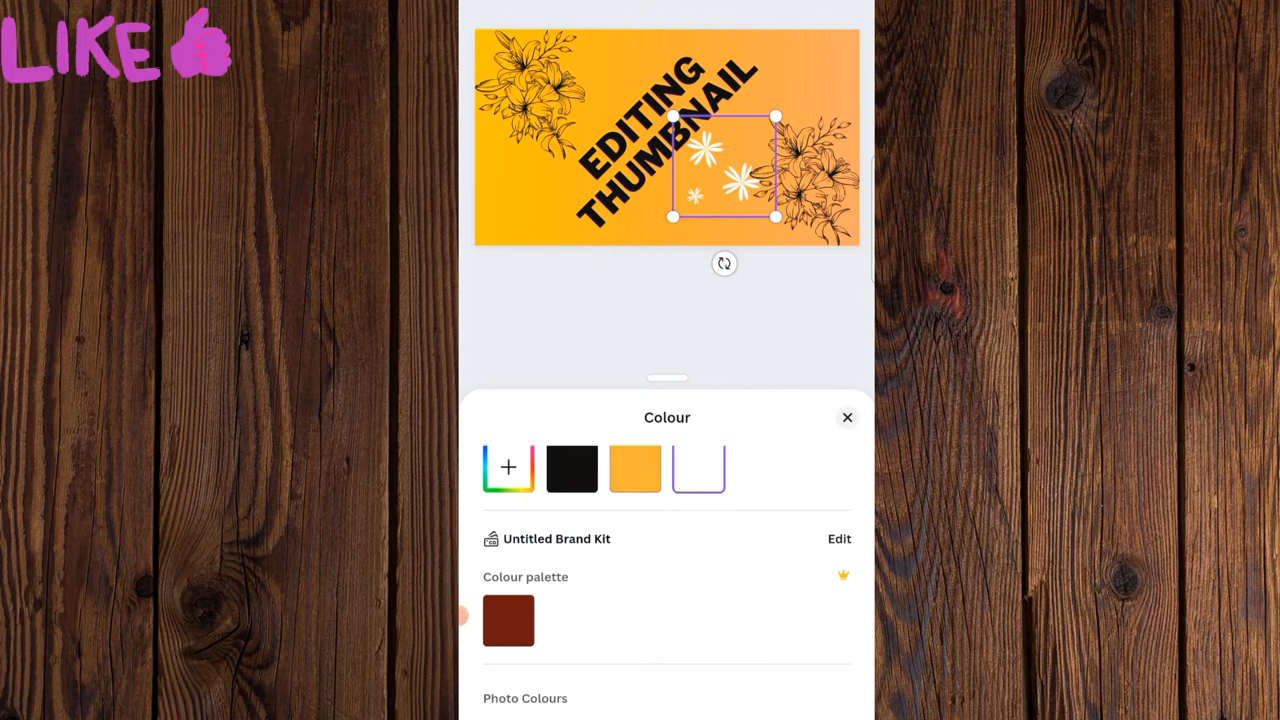 LIKE
EDITING
THUMBNAIL
Colour
Untitled Brand Kit
Edit
Colour palette
Photo Colours